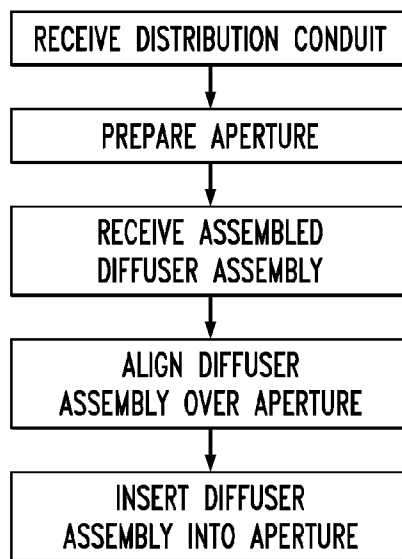 RECEIVE DISTRIBUTION CONDUIT
PREPARE APERTURE
RECEIVE ASSEMBLED
DIFFUSER ASSEMBLY
ALIGN DIFFUSER
ASSEMBLY OVER APERTURE
INSERT DIFFUSER
ASSEMBLY INTO APERTURE